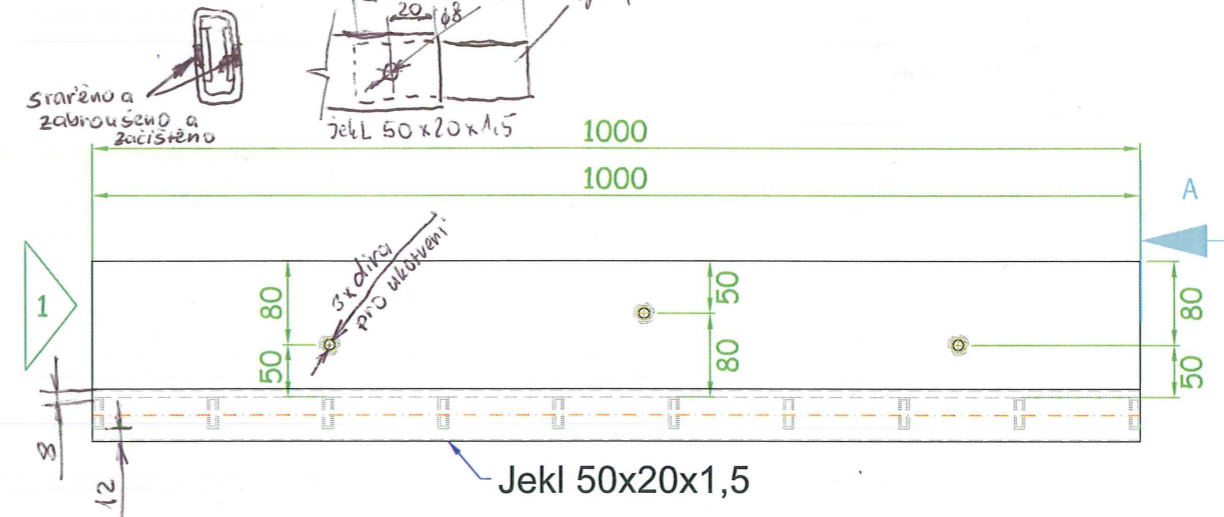 20
ϕ8
svařeno a
zabroušeno a
začištěno
jekl 50x20x1,5
1000
1000
A
1
3x díra
pro ukotvení
80
50
50
80
80
50
8
12
Jekl 50x20x1,5